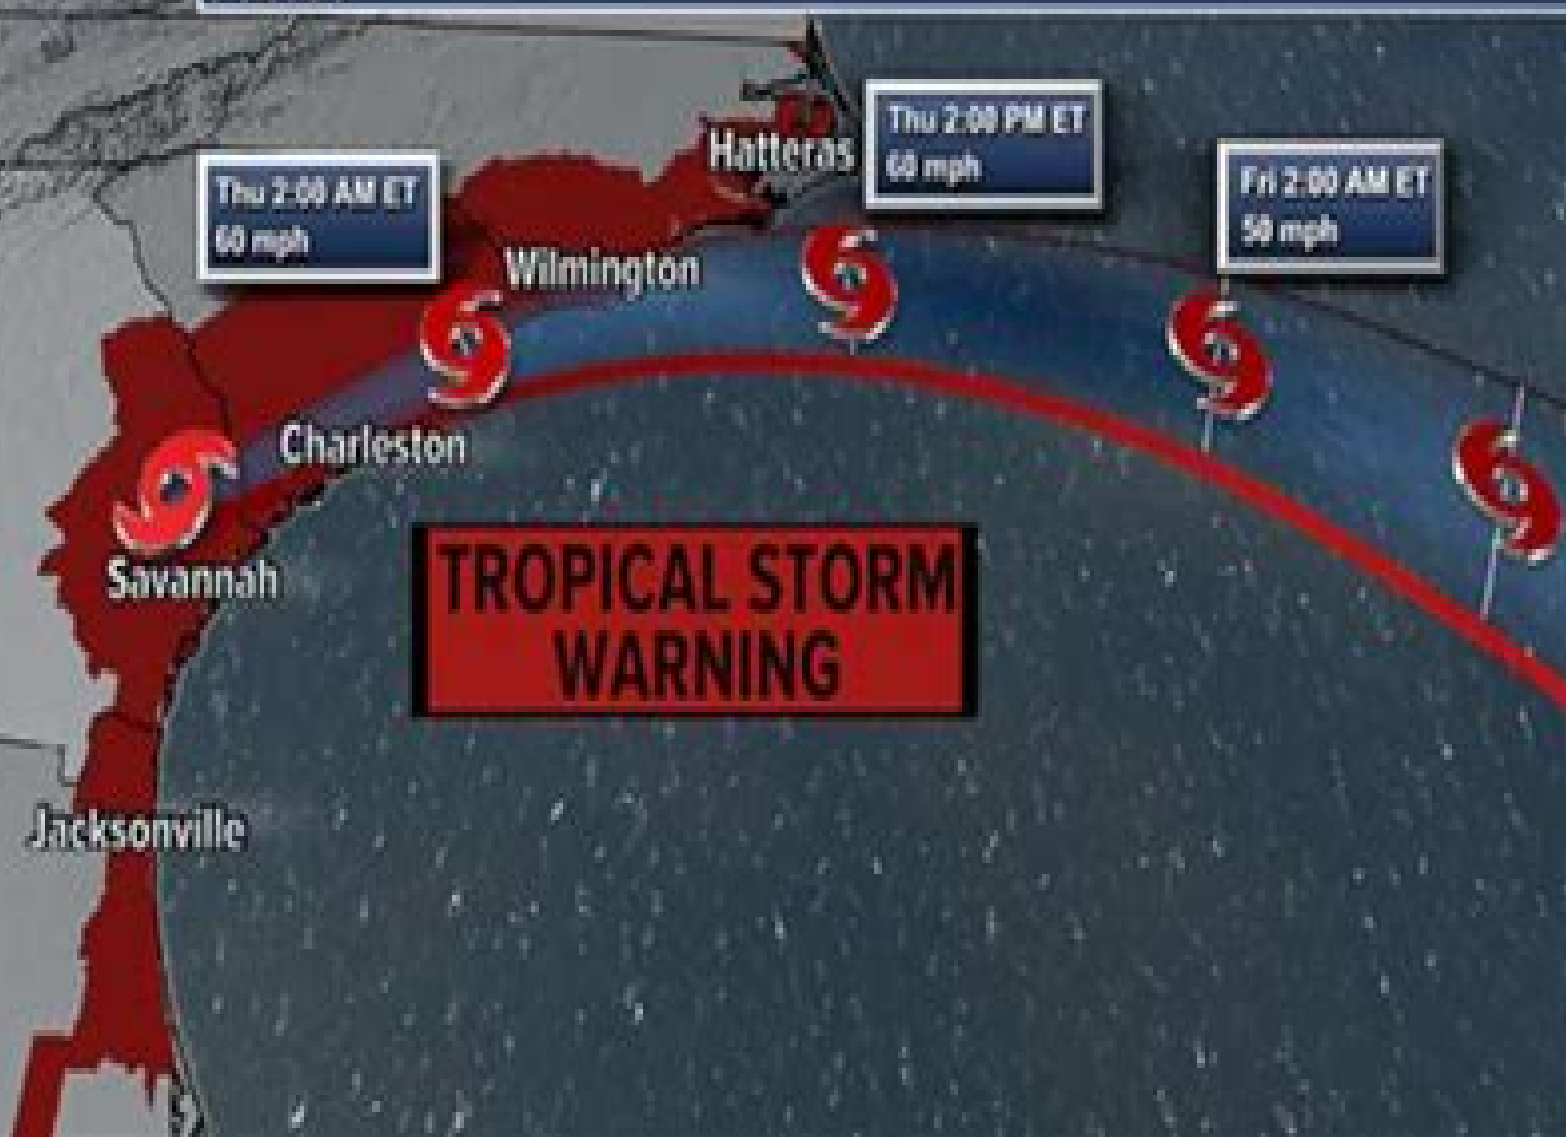 Thu 2:00 PM ET
60 mph
Hatteras
Thu 2:00 AM ET
60 mph
Fri 2:00 AM ET
50 mph
Wilmington
Charleston
Savannah
TROPICAL STORM
WARNING
Jacksonville